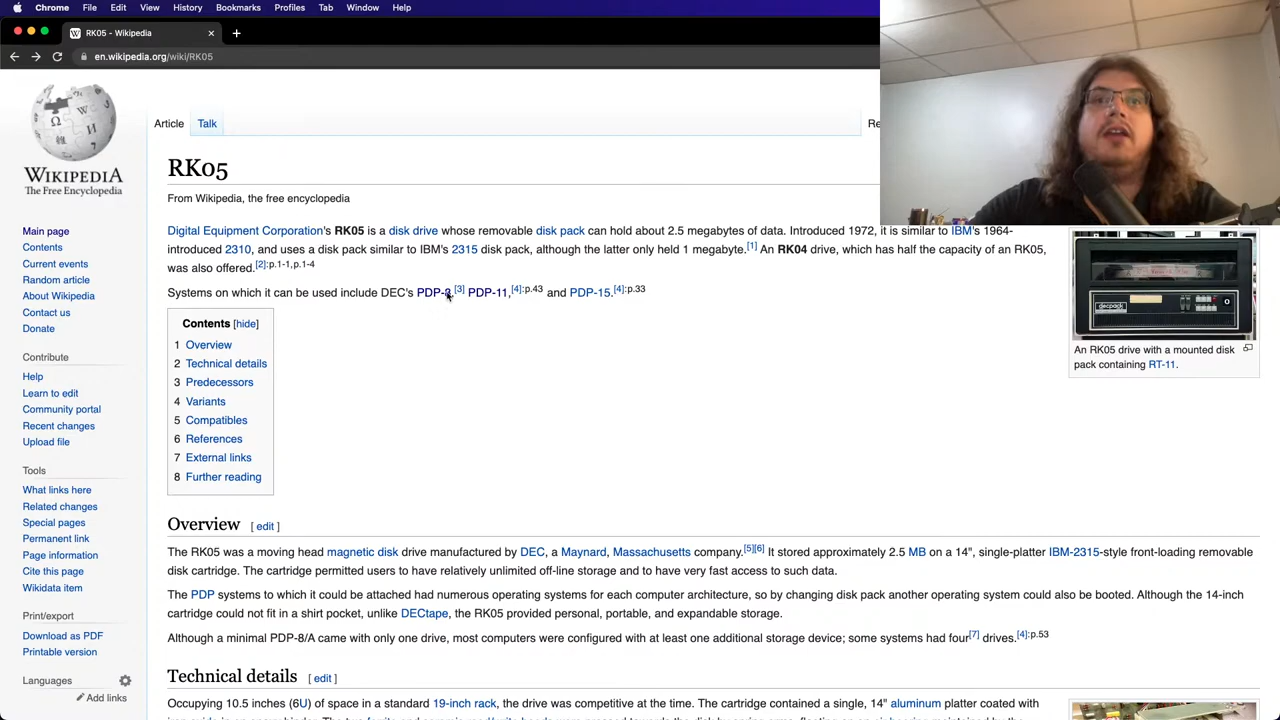 Chrome File Edit View History Bookmarks Profiles Tab Window Help
W RK05 - Wikipedia × +
en.wikipedia.org/wiki/RK05
Article Talk Re
WIKIPEDIA
The Free Encyclopedia
Main page
Contents
Current events
Random article
About Wikipedia
Contact us
Donate
Contribute
Help
Learn to edit
Community portal
Recent changes
Upload file
Tools
What links here
Related changes
Special pages
Permanent link
Page information
Cite this page
Wikidata item
Print/export
Download as PDF
Printable version
Languages
Add links
RK05
From Wikipedia, the free encyclopedia
Digital Equipment Corporation's RK05 is a disk drive whose removable disk pack can hold about 2.5 megabytes of data. Introduced 1972, it is similar to IBM's 1964-
introduced 2310, and uses a disk pack similar to IBM's 2315 disk pack, although the latter only held 1 megabyte.[1] An RK04 drive, which has half the capacity of an RK05,
was also offered.[2]:p.1-1,p.1-4
Systems on which it can be used include DEC's PDP-8,[3] PDP-11,[4]:p.43 and PDP-15.[4]:p.33
decpack
An RK05 drive with a mounted disk
pack containing RT-11.
Contents [hide]
1 Overview
2 Technical details
3 Predecessors
4 Variants
5 Compatibles
6 References
7 External links
8 Further reading
Overview [ edit ]
The RK05 was a moving head magnetic disk drive manufactured by DEC, a Maynard, Massachusetts company.[5][6] It stored approximately 2.5 MB on a 14", single-platter IBM-2315-style front-loading removable
disk cartridge. The cartridge permitted users to have relatively unlimited off-line storage and to have very fast access to such data.
The PDP systems to which it could be attached had numerous operating systems for each computer architecture, so by changing disk pack another operating system could also be booted. Although the 14-inch
cartridge could not fit in a shirt pocket, unlike DECtape, the RK05 provided personal, portable, and expandable storage.
Although a minimal PDP-8/A came with only one drive, most computers were configured with at least one additional storage device; some systems had four[7] drives.[4]:p.53
Technical details [ edit ]
Occupying 10.5 inches (6U) of space in a standard 19-inch rack, the drive was competitive at the time. The cartridge contained a single, 14" aluminum platter coated with